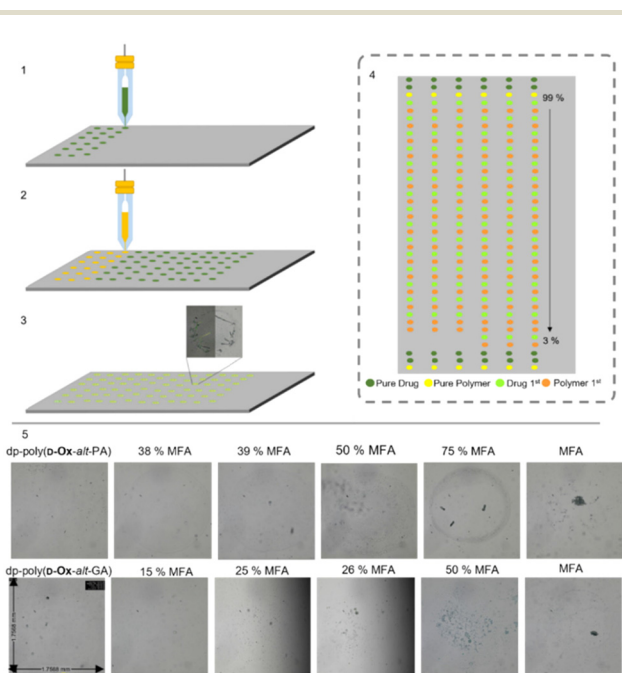 1
2
3
4
99 %
3 %
Pure Drug Pure Polymer Drug 1st Polymer 1st
5
dp-poly(D-Ox-alt-PA) 38 % MFA 39 % MFA 50 % MFA 75 % MFA MFA
dp-poly(D-Ox-alt-GA) 15 % MFA 25 % MFA 26 % MFA 50 % MFA MFA
1.7568 mm
1.7568 mm